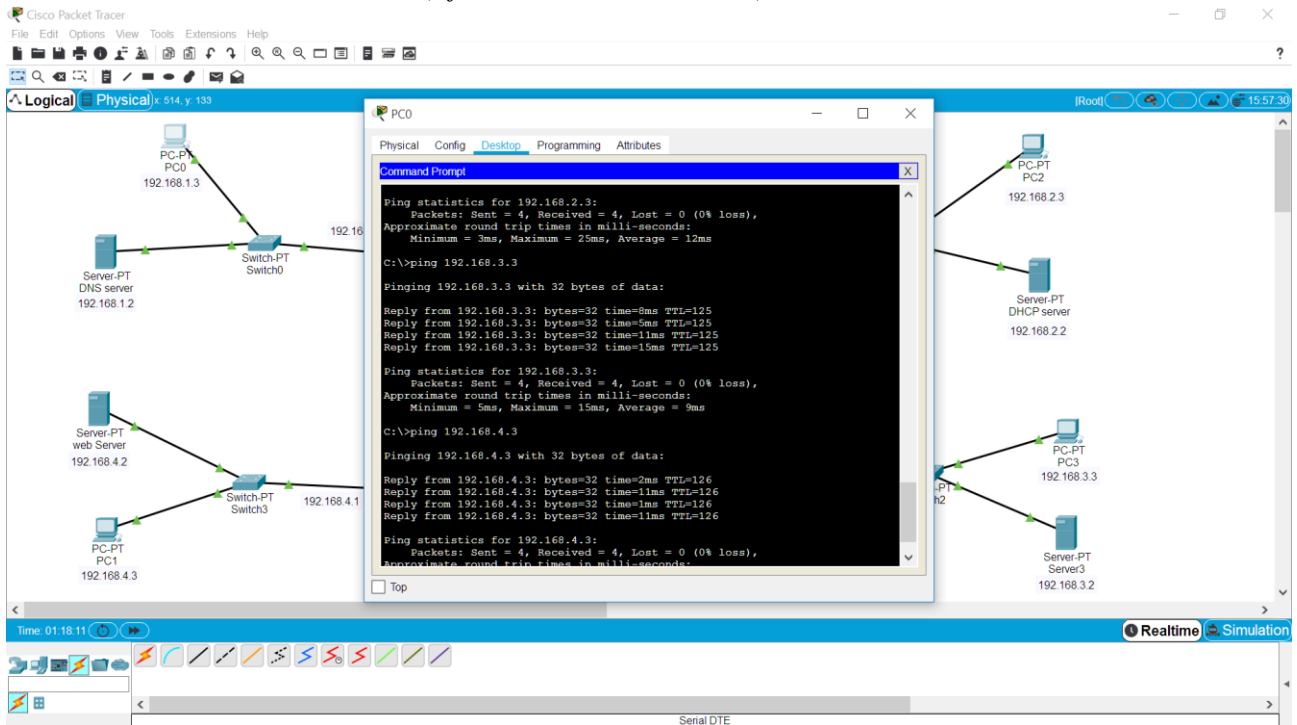 Cisco Packet Tracer
File Edit Options View Tools Extensions Help
?
Logical
Physical
x: 514, y: 133
[Root]
15:57:30
PC-PT
PC0
192.168.1.3
Server-PT
DNS server
192.168.1.2
Switch-PT
Switch0
192.16
Server-PT
web Server
192.168.4.2
Switch-PT
Switch3
192.168.4.1
PC-PT
PC1
192.168.4.3
PC0
Physical Config Desktop Programming Attributes
Command Prompt
X
Ping statistics for 192.168.2.3:
Packets: Sent = 4, Received = 4, Lost = 0 (0% loss),
Approximate round trip times in milli-seconds:
Minimum = 3ms, Maximum = 25ms, Average = 12ms
C:\>ping 192.168.3.3
Pinging 192.168.3.3 with 32 bytes of data:
Reply from 192.168.3.3: bytes=32 time=8ms TTL=125
Reply from 192.168.3.3: bytes=32 time=5ms TTL=125
Reply from 192.168.3.3: bytes=32 time=11ms TTL=125
Reply from 192.168.3.3: bytes=32 time=15ms TTL=125
Ping statistics for 192.168.3.3:
Packets: Sent = 4, Received = 4, Lost = 0 (0% loss),
Approximate round trip times in milli-seconds:
Minimum = 5ms, Maximum = 15ms, Average = 9ms
C:\>ping 192.168.4.3
Pinging 192.168.4.3 with 32 bytes of data:
Reply from 192.168.4.3: bytes=32 time=2ms TTL=126
Reply from 192.168.4.3: bytes=32 time=11ms TTL=126
Reply from 192.168.4.3: bytes=32 time=1ms TTL=126
Reply from 192.168.4.3: bytes=32 time=11ms TTL=126
Ping statistics for 192.168.4.3:
Packets: Sent = 4, Received = 4, Lost = 0 (0% loss),
Approximate round trip times in milli-seconds:
Top
PC-PT
PC2
192.168.2.3
Server-PT
DHCP server
192.168.2.2
PC-PT
PC3
192.168.3.3
-PT
h2
Server-PT
Server3
192.168.3.2
Time: 01:18:11
Realtime
Simulation
Serial DTE